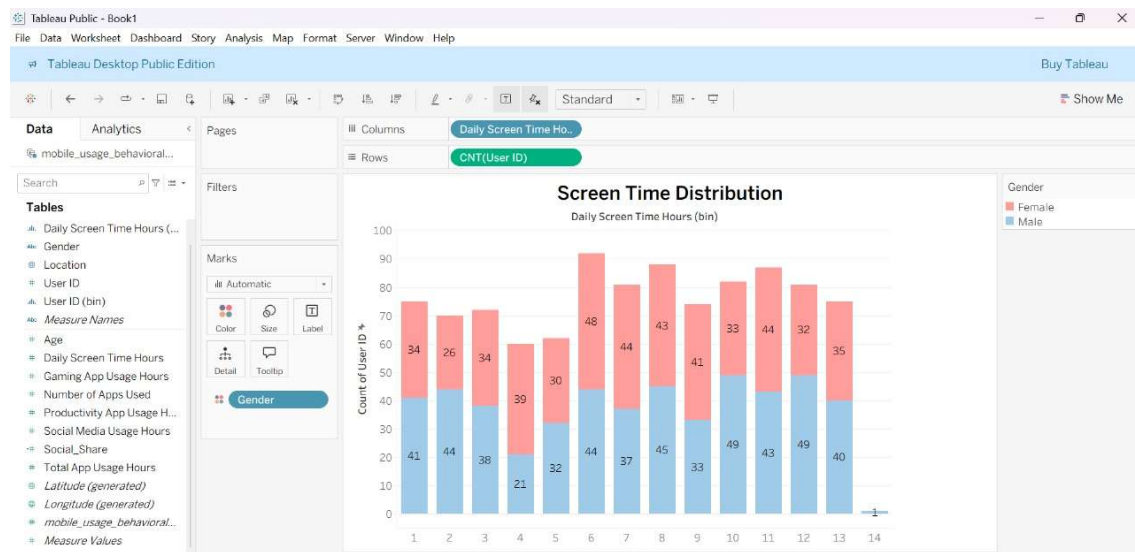 Tableau Public - Book1
File Data Worksheet Dashboard Story Analysis Map Format Server Window Help
Tableau Desktop Public Edition
Buy Tableau
Standard
Show Me
Data Analytics
mobile_usage_behavioral...
Search
Tables
Daily Screen Time Hours (...
Gender
Location
User ID
User ID (bin)
Measure Names
Age
Daily Screen Time Hours
Gaming App Usage Hours
Number of Apps Used
Productivity App Usage H...
Social Media Usage Hours
Social_Share
Total App Usage Hours
Latitude (generated)
Longitude (generated)
mobile_usage_behavioral...
Measure Values
Pages
Filters
Marks
Automatic
Color Size Label
Detail Tooltip
Gender
Columns
Daily Screen Time Ho..
Rows
CNT(User ID)
Screen Time Distribution
Daily Screen Time Hours (bin)
Count of User ID
100
90
80
70
60
50
40
30
20
10
0
34 26 34 39 30 48 44 43 41 33 44 32 35
41 44 38 21 32 44 37 45 33 49 43 49 40 1
1 2 3 4 5 6 7 8 9 10 11 12 13 14
Gender
Female
Male